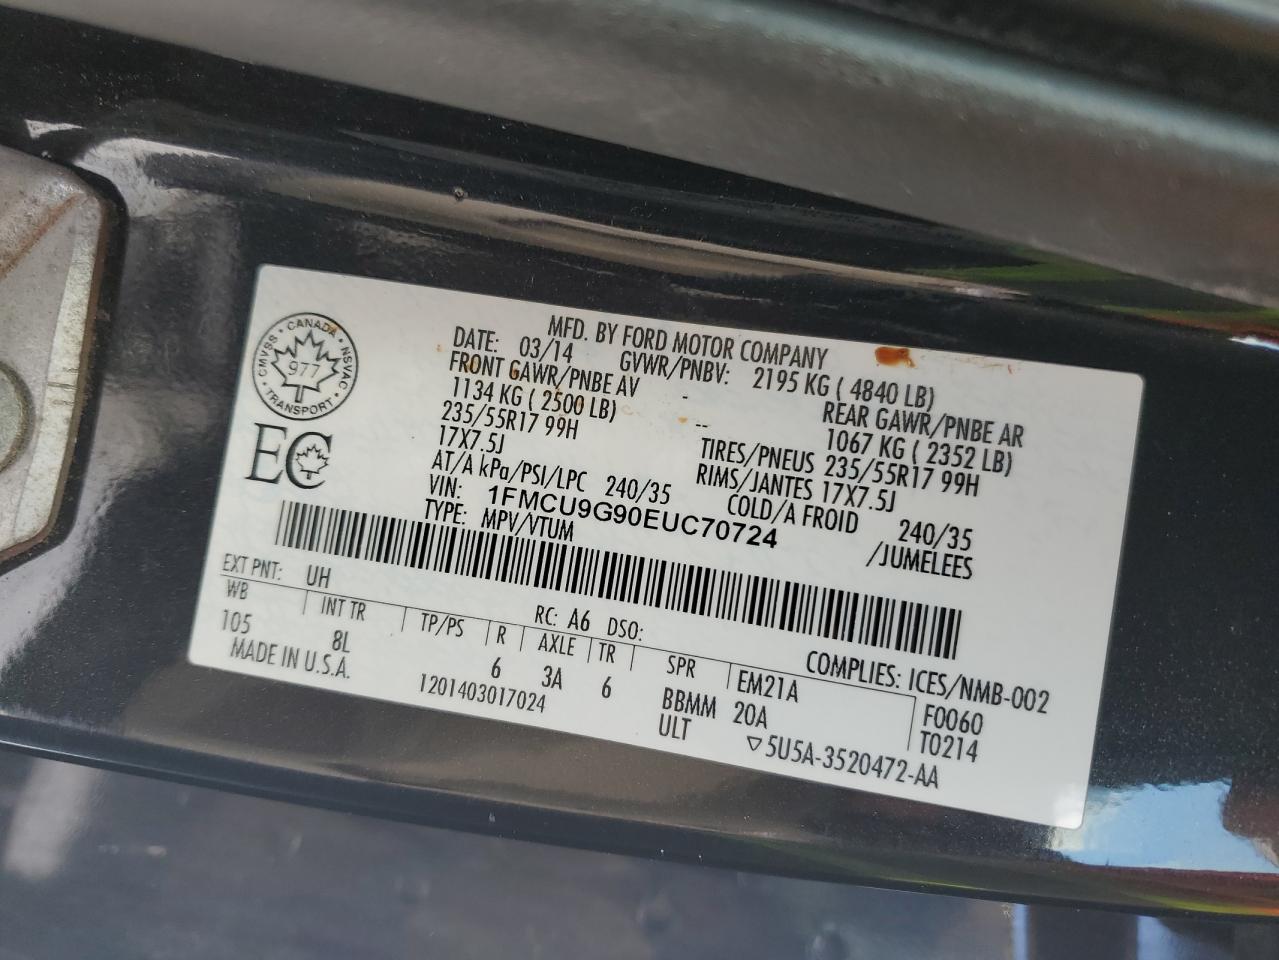 CANADA
CMVSS
NSVAC
977
TRANSPORT
EC
MFD. BY FORD MOTOR COMPANY
DATE: 03/14 GVWR/PNBV: 2195 KG ( 4840 LB)
FRONT GAWR/PNBE AV - REAR GAWR/PNBE AR
1134 KG ( 2500 LB) -- 1067 KG ( 2352 LB)
235/55R17 99H TIRES/PNEUS 235/55R17 99H
17X7.5J RIMS/JANTES 17X7.5J
AT/A kPa/PSI/LPC 240/35 COLD/A FROID 240/35
VIN: 1FMCU9G90EUC70724 /JUMELEES
TYPE: MPV/VTUM
EXT PNT: UH RC: A6 DSO: COMPLIES: ICES/NMB-002
WB INT TR TP/PS R AXLE TR SPR EM21A F0060
105 8L 6 3A 6 BBMM 20A T0214
MADE IN U.S.A. 1201403017024 ULT ▽5U5A-3520472-AA